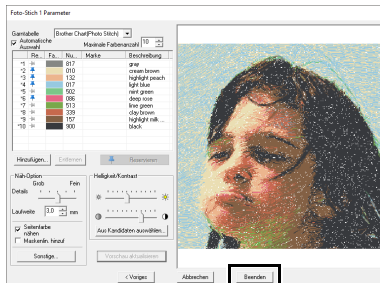 Foto-Stich 1 Parameter
Garntabelle Brother Chart(Photo Stitch)
Automatische Auswahl Maximale Farbenanzahl 10
Re... Fa... Nu... Marke Beschreibung
*1 817 gray
*2 010 cream brown
*3 132 highlight peach
*4 017 light blue
*5 502 mint green
*6 086 deep rose
*7 513 lime green
*8 339 clay brown
*9 157 highlight milk ...
*10 900 black
Hinzufügen... Entfernen Reservieren
Näh-Option Helligkeit/Kontrast
Grob Fein
Details
Laufweite 3.0 mm
Aus Kandidaten auswählen...
Seitenfarbe nähen
Maskenlin. hinzuf
Sonstige... Vorschau aktualisieren
< Voriges Abbrechen Beenden